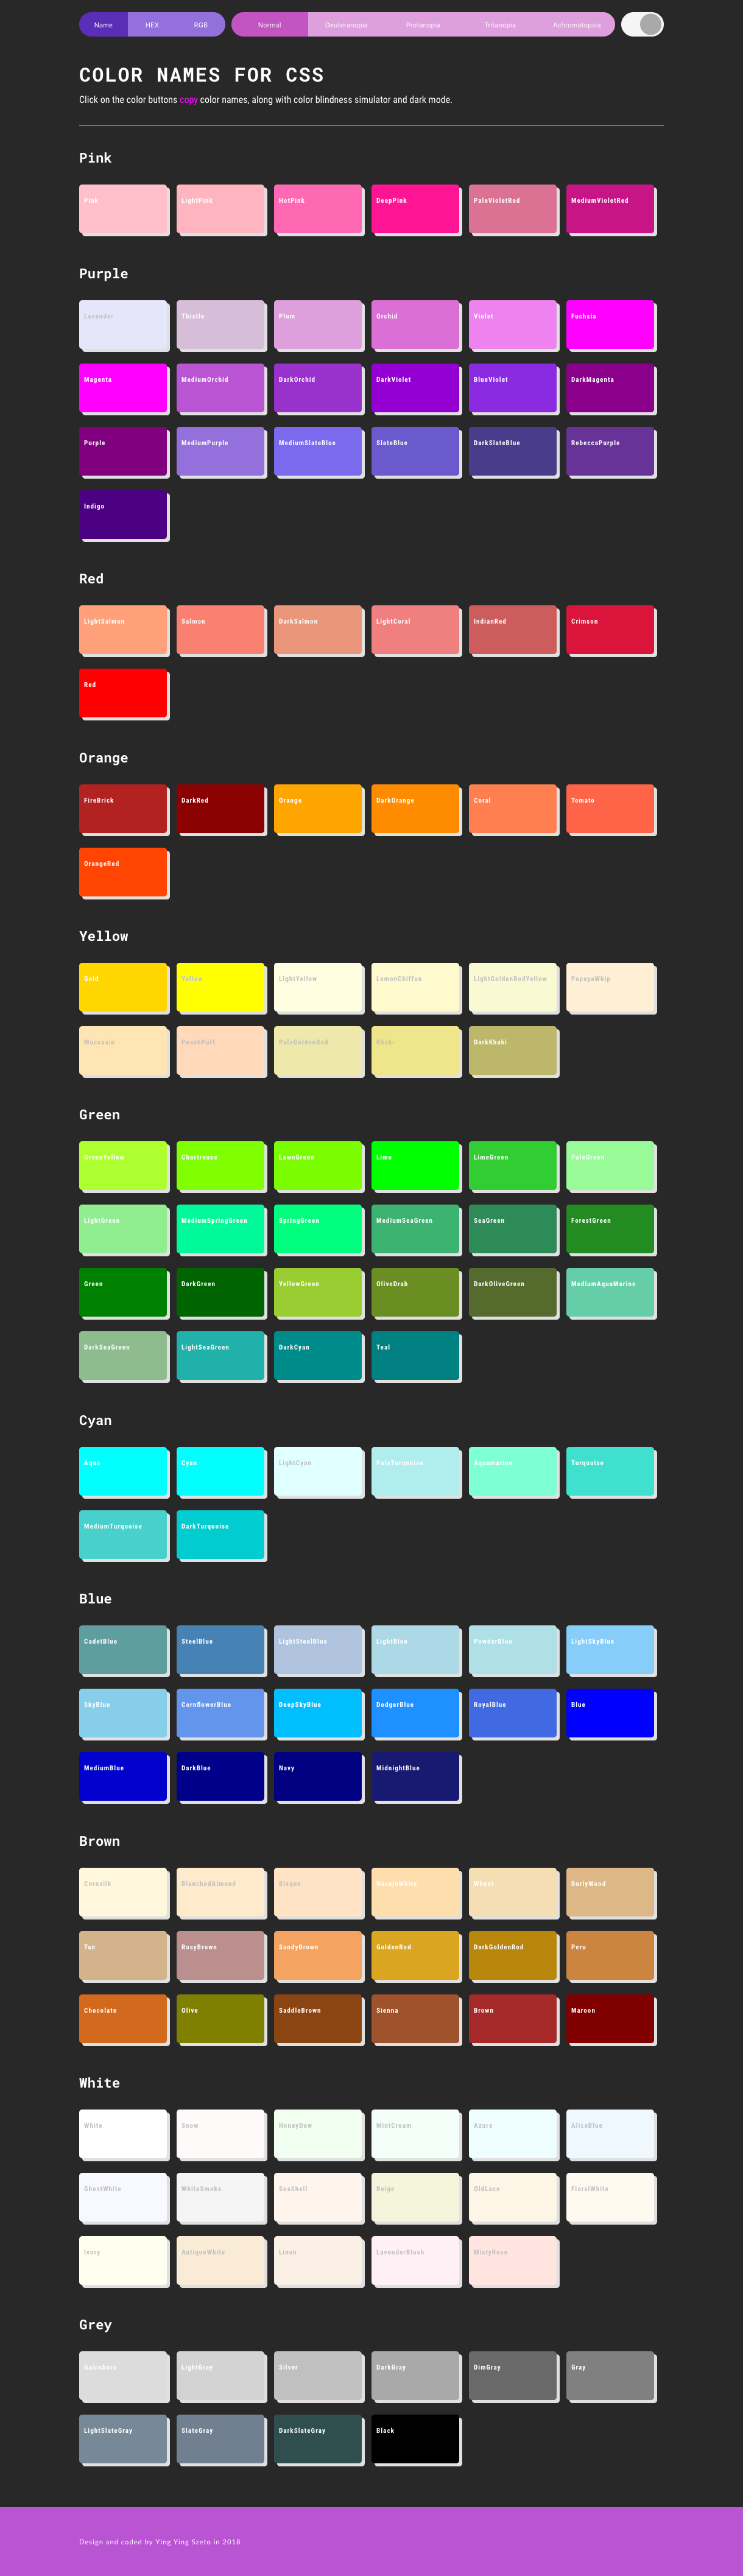 Name HEX RGB Normal Deuteranopia Protanopia Tritanopia Achromatopsia
COLOR NAMES FOR CSS
Click on the color buttons copy color names, along with color blindness simulator and dark mode.
Pink
Pink LightPink HotPink DeepPink PaleVioletRed MediumVioletRed
Purple
Lavender Thistle Plum Orchid Violet Fuchsia
Magenta MediumOrchid DarkOrchid DarkViolet BlueViolet DarkMagenta
Purple MediumPurple MediumSlateBlue SlateBlue DarkSlateBlue RebeccaPurple
Indigo
Red
LightSalmon Salmon DarkSalmon LightCoral IndianRed Crimson
Red
Orange
FireBrick DarkRed Orange DarkOrange Coral Tomato
OrangeRed
Yellow
Gold Yellow LightYellow LemonChiffon LightGoldenRodYellow PapayaWhip
Moccasin PeachPuff PaleGoldenRod Khaki DarkKhaki
Green
GreenYellow Chartreuse LawnGreen Lime LimeGreen PaleGreen
LightGreen MediumSpringGreen SpringGreen MediumSeaGreen SeaGreen ForestGreen
Green DarkGreen YellowGreen OliveDrab DarkOliveGreen MediumAquaMarine
DarkSeaGreen LightSeaGreen DarkCyan Teal
Cyan
Aqua Cyan LightCyan PaleTurquoise Aquamarine Turquoise
MediumTurquoise DarkTurquoise
Blue
CadetBlue SteelBlue LightSteelBlue LightBlue PowderBlue LightSkyBlue
SkyBlue CornflowerBlue DeepSkyBlue DodgerBlue RoyalBlue Blue
MediumBlue DarkBlue Navy MidnightBlue
Brown
Cornsilk BlanchedAlmond Bisque NavajoWhite Wheat BurlyWood
Tan RosyBrown SandyBrown GoldenRod DarkGoldenRod Peru
Chocolate Olive SaddleBrown Sienna Brown Maroon
White
White Snow HoneyDew MintCream Azure AliceBlue
GhostWhite WhiteSmoke SeaShell Beige OldLace FloralWhite
Ivory AntiqueWhite Linen LavenderBlush MistyRose
Grey
Gainsboro LightGray Silver DarkGray DimGray Gray
LightSlateGray SlateGray DarkSlateGray Black
Design and coded by Ying Ying Szeto in 2018